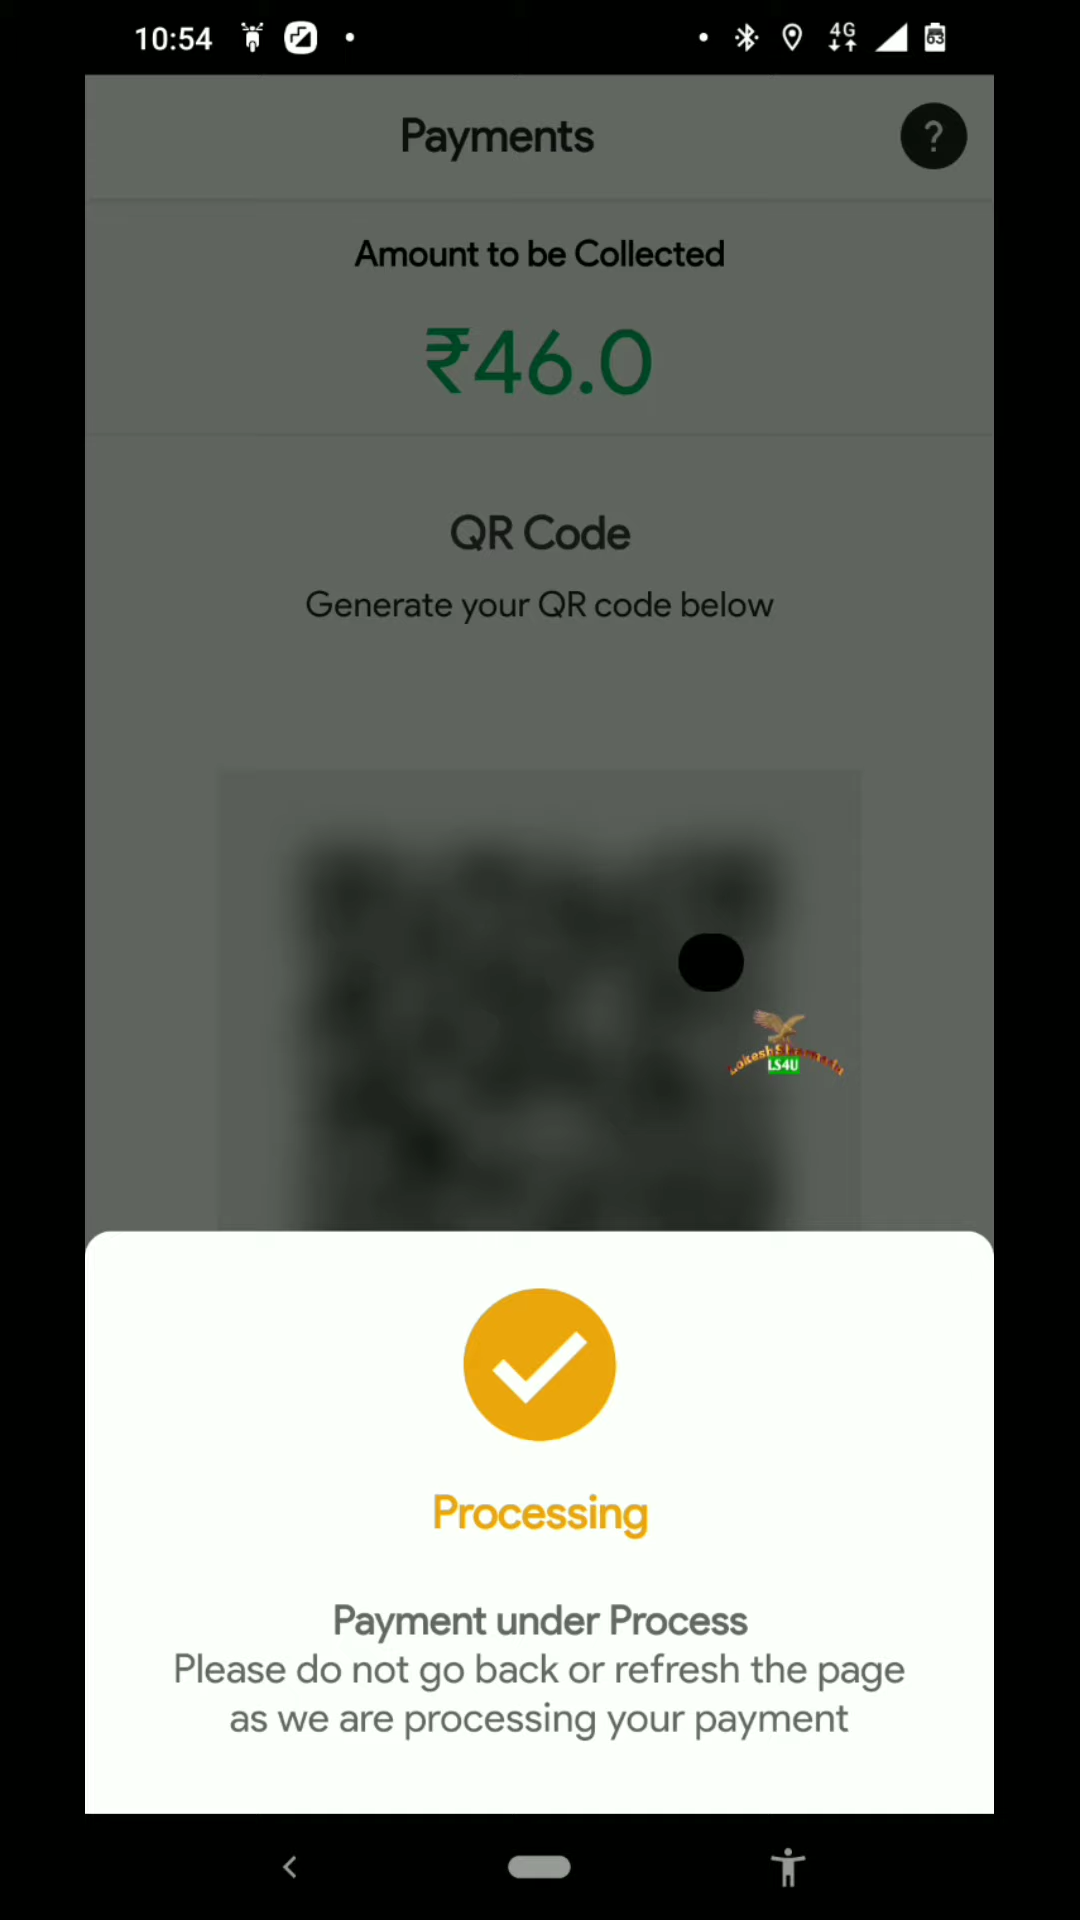 10:54
4G
63
Payments
?
Amount to be Collected
₹46.0
QR Code
Generate your QR code below
LS4U
Processing
Payment under Process
Please do not go back or refresh the page
as we are processing your payment